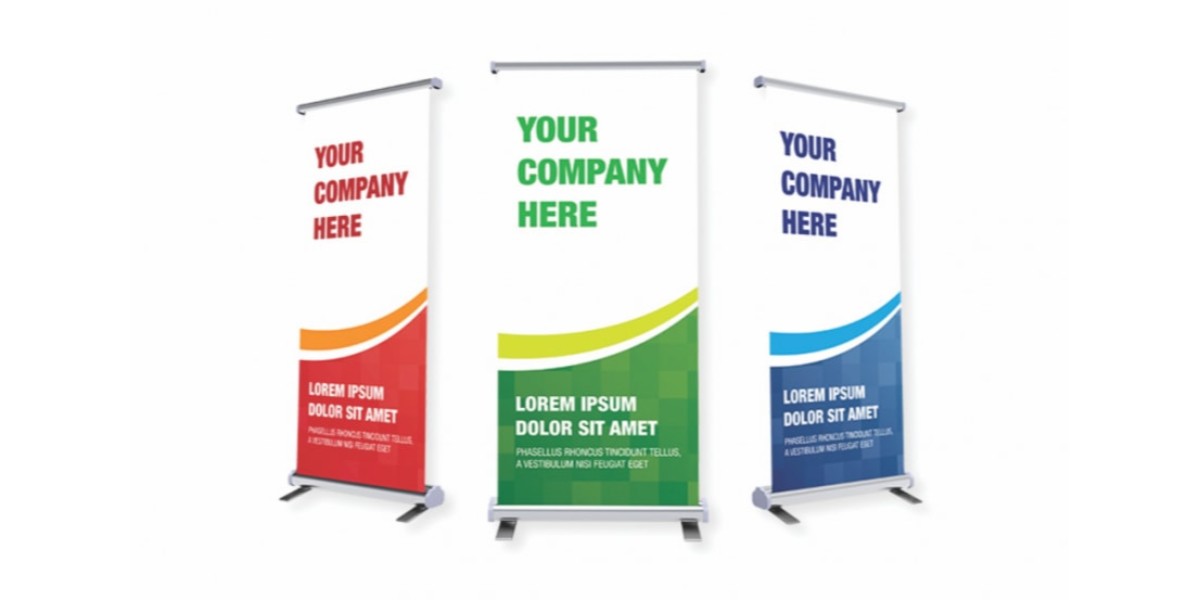 YOUR
COMPANY
HERE
LOREM IPSUM
DOLOR SIT AMET
PHASELLUS RHONCUS TINCIDUNT TELLUS,
A VESTIBULUM NISI FEUGIAT EGET
YOUR
COMPANY
HERE
LOREM IPSUM
DOLOR SIT AMET
PHASELLUS RHONCUS TINCIDUNT TELLUS,
A VESTIBULUM NISI FEUGIAT EGET
YOUR
COMPANY
HERE
LOREM IPSUM
DOLOR SIT AMET
PHASELLUS RHONCUS TINCIDUNT TELLUS,
A VESTIBULUM NISI FEUGIAT EGET